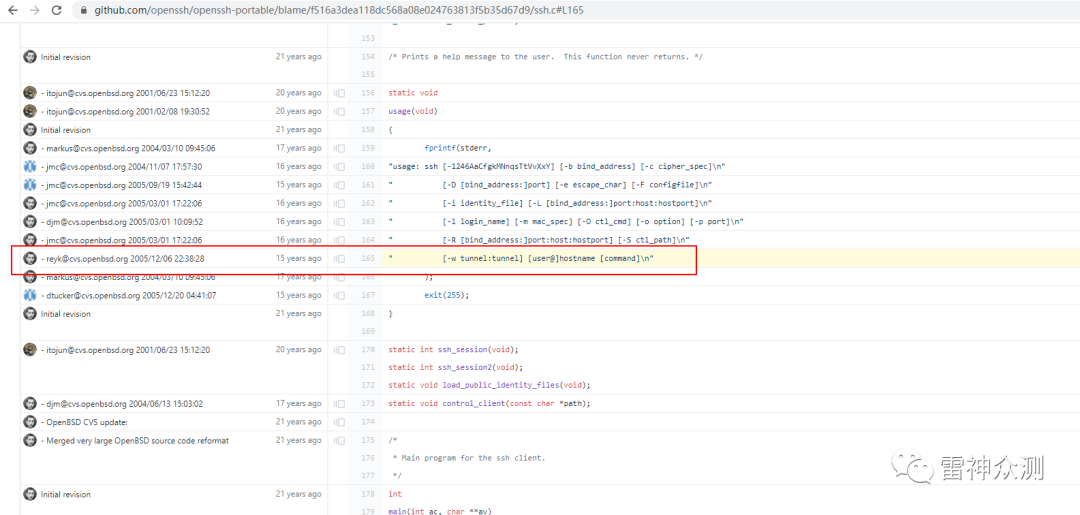 github.com/openssh/openssh-portable/blame/f516a3dea118dc568a08e024763813f5b35d67d9/ssh.c#L165
153
Initial revision 21 years ago 154 /* Prints a help message to the user.  This function never returns. */
155
- itojun@cvs.openbsd.org 2001/06/23 15:12:20 20 years ago 156 static void
- itojun@cvs.openbsd.org 2001/02/08 19:30:52 20 years ago 157 usage(void)
Initial revision 21 years ago 158 {
- markus@cvs.openbsd.org 2004/03/10 09:45:06 17 years ago 159 fprintf(stderr,
- jmc@cvs.openbsd.org 2004/11/07 17:57:30 16 years ago 160 "usage: ssh [-1246AaCfgkMNnqsTtVvXxY] [-b bind_address] [-c cipher_spec]\n"
- jmc@cvs.openbsd.org 2005/09/19 15:42:44 15 years ago 161 "           [-D [bind_address:]port] [-e escape_char] [-F configfile]\n"
- jmc@cvs.openbsd.org 2005/03/01 17:22:06 16 years ago 162 "           [-i identity_file] [-L [bind_address:]port:host:hostport]\n"
- djm@cvs.openbsd.org 2005/03/01 10:09:52 16 years ago 163 "           [-l login_name] [-m mac_spec] [-O ctl_cmd] [-o option] [-p port]\n"
- jmc@cvs.openbsd.org 2005/03/01 17:22:06 16 years ago 164 "           [-R [bind_address:]port:host:hostport] [-S ctl_path]\n"
- reyk@cvs.openbsd.org 2005/12/06 22:38:28 15 years ago 165 "           [-w tunnel:tunnel] [user@]hostname [command]\n"
- markus@cvs.openbsd.org 2004/03/10 09:45:06 17 years ago 166 );
- dtucker@cvs.openbsd.org 2005/12/20 04:41:07 15 years ago 167 exit(255);
Initial revision 21 years ago 168 }
169
- itojun@cvs.openbsd.org 2001/06/23 15:12:20 20 years ago 170 static int ssh_session(void);
171 static int ssh_session2(void);
172 static void load_public_identity_files(void);
- djm@cvs.openbsd.org 2004/06/13 15:03:02 17 years ago 173 static void control_client(const char *path);
- OpenBSD CVS update: 21 years ago 174
- Merged very large OpenBSD source code reformat 21 years ago 175 /*
176 * Main program for the ssh client.
177 */
Initial revision 21 years ago 178 int
179 main(int ac, char **av)
雷神众测